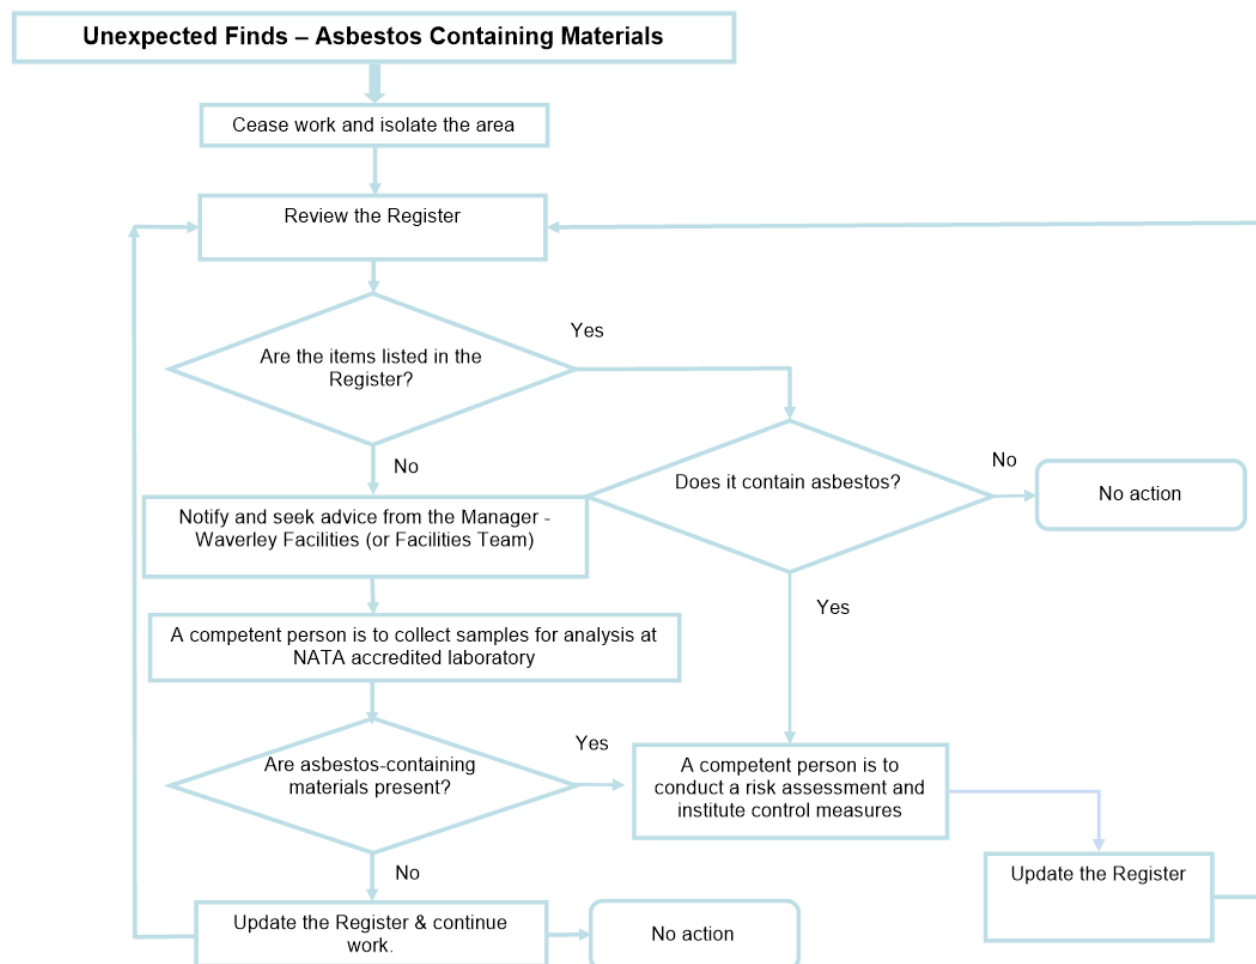 Unexpected Finds – Asbestos Containing Materials
Cease work and isolate the area
Review the Register
Yes
Are the items listed in the
Register?
No
Does it contain asbestos?
No
No action
Notify and seek advice from the Manager -
Waverley Facilities (or Facilities Team)
Yes
A competent person is to collect samples for analysis at
NATA accredited laboratory
Yes
Are asbestos-containing
materials present?
A competent person is to
conduct a risk assessment and
institute control measures
No
Update the Register
Update the Register & continue
work.
No action